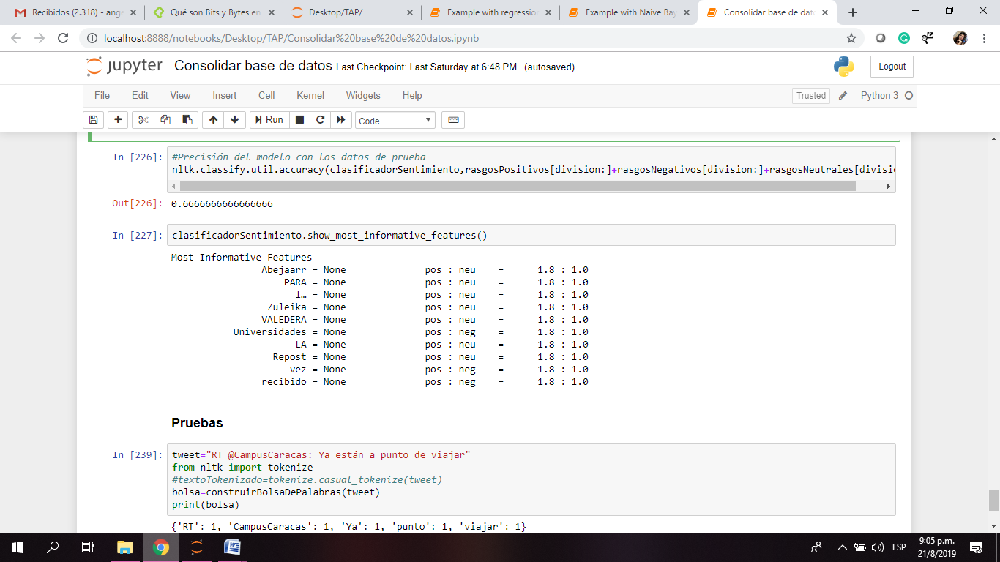 Recibidos (2.318) - ang
Qué son Bits y Bytes en
Desktop/TAP/
Example with regression
Example with Naive Bay
Consolidar base de dat
localhost:8888/notebooks/Desktop/TAP/Consolidar%20base%20de%20datos.ipynb
jupyter Consolidar base de datos Last Checkpoint: Last Saturday at 6:48 PM (autosaved)
Logout
File Edit View Insert Cell Kernel Widgets Help
Trusted Python 3
Run Code
In [226]: #Precisión del modelo con los datos de prueba
nltk.classify.util.accuracy(clasificadorSentimiento,rasgosPositivos[division:]+rasgosNegativos[division:]+rasgosNeutrales[divisio
Out[226]: 0.6666666666666666
In [227]: clasificadorSentimiento.show_most_informative_features()
Most Informative Features
Abejaarr = None pos : neu = 1.8 : 1.0
PARA = None pos : neu = 1.8 : 1.0
l… = None pos : neu = 1.8 : 1.0
Zuleika = None pos : neu = 1.8 : 1.0
VALEDERA = None pos : neu = 1.8 : 1.0
Universidades = None pos : neg = 1.8 : 1.0
LA = None pos : neu = 1.8 : 1.0
Repost = None pos : neu = 1.8 : 1.0
vez = None pos : neg = 1.8 : 1.0
recibido = None pos : neg = 1.8 : 1.0
Pruebas
In [239]: tweet="RT @CampusCaracas: Ya están a punto de viajar"
from nltk import tokenize
#textoTokenizado=tokenize.casual_tokenize(tweet)
bolsa=construirBolsaDePalabras(tweet)
print(bolsa)
{'RT': 1, 'CampusCaracas': 1, 'Ya': 1, 'punto': 1, 'viajar': 1}
ESP
9:05 p.m.
21/8/2019